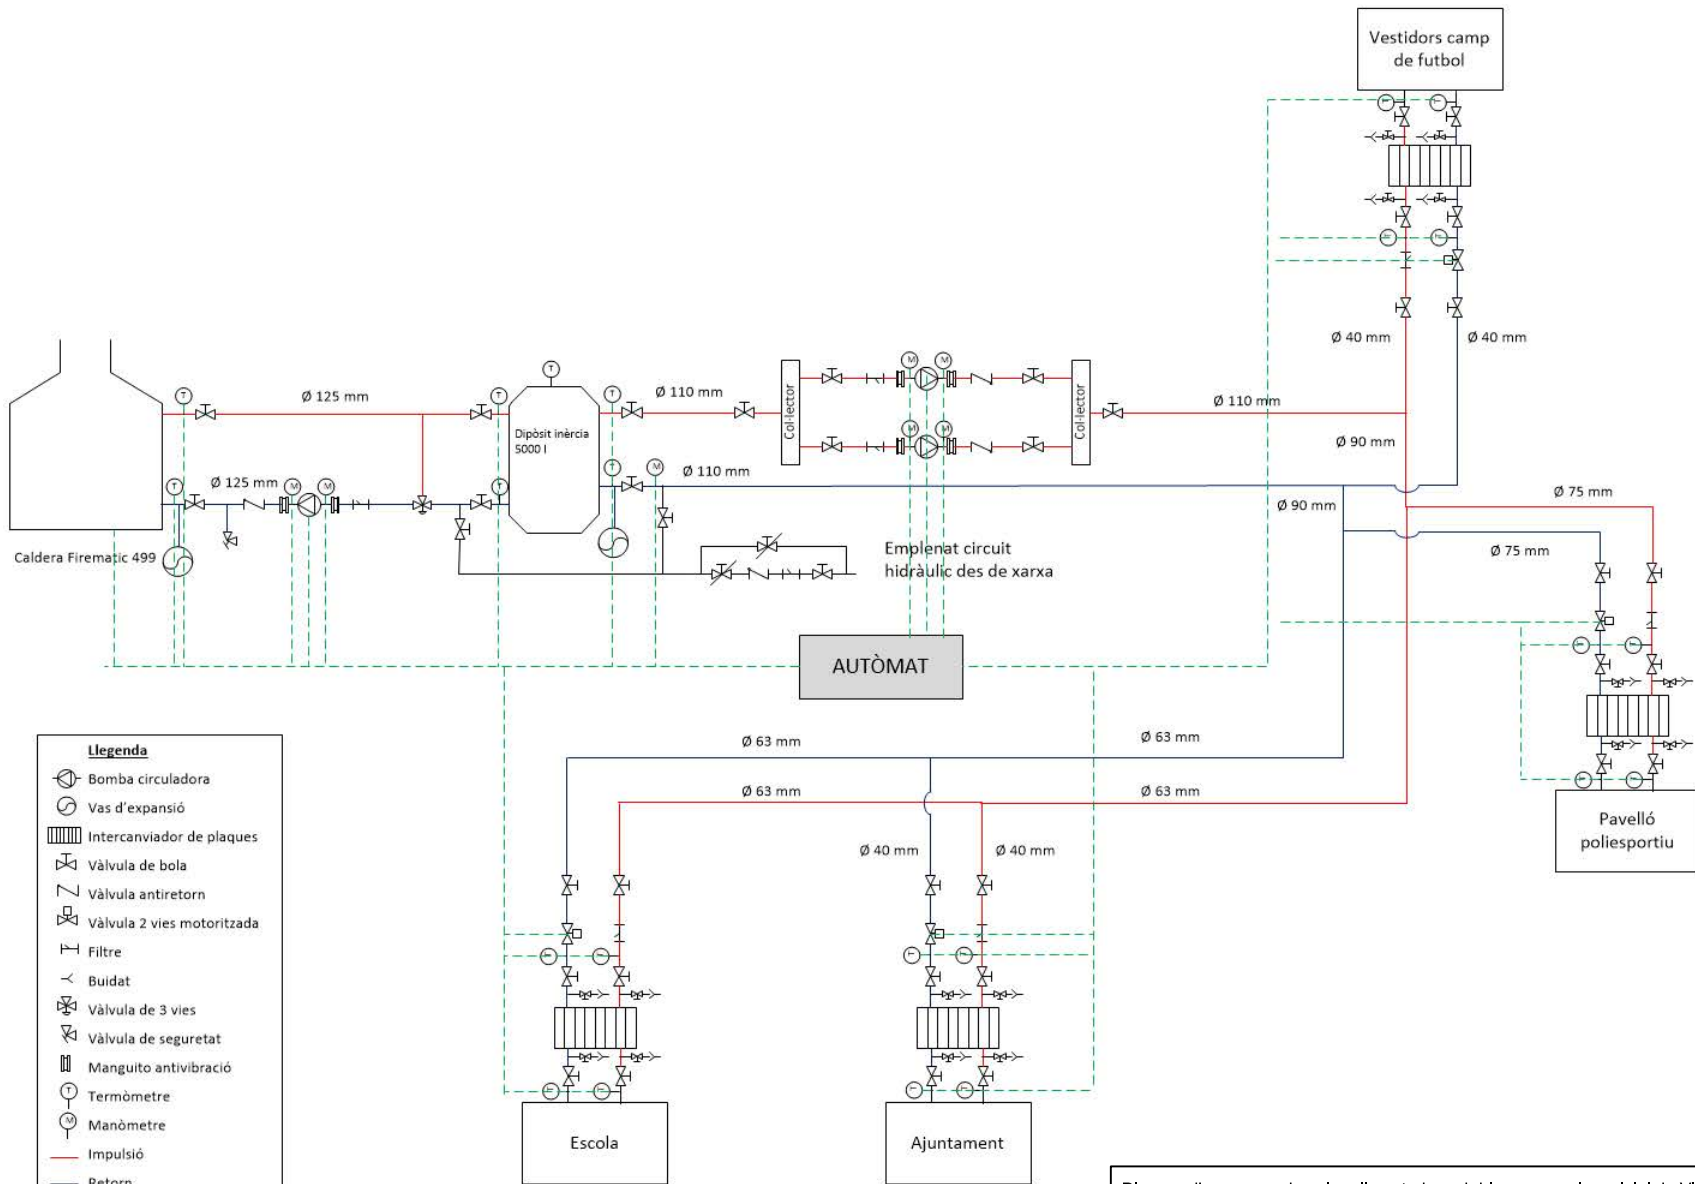 Vestidors camp
de futbol
Ø 40 mm
Ø 40 mm
Ø 125 mm
Ø 110 mm
Ø 110 mm
Col·lector
Col·lector
Dipòsit inèrcia
5000 l
Ø 90 mm
Ø 125 mm
Ø 110 mm
Ø 90 mm
Ø 75 mm
Ø 75 mm
Caldera Firematic 499
Emplenat circuit
hidràulic des de xarxa
AUTÒMAT
Ø 63 mm
Ø 63 mm
Ø 63 mm
Ø 63 mm
Ø 40 mm
Ø 40 mm
Pavelló
poliesportiu
Escola
Ajuntament
Llegenda
Bomba circuladora
Vas d'expansió
Intercanviador de plaques
Vàlvula de bola
Vàlvula antiretorn
Vàlvula 2 vies motoritzada
Filtre
Buidat
Vàlvula de 3 vies
Vàlvula de seguretat
Manguito antivibració
T Termòmetre
M Manòmetre
Impulsió
Retorn